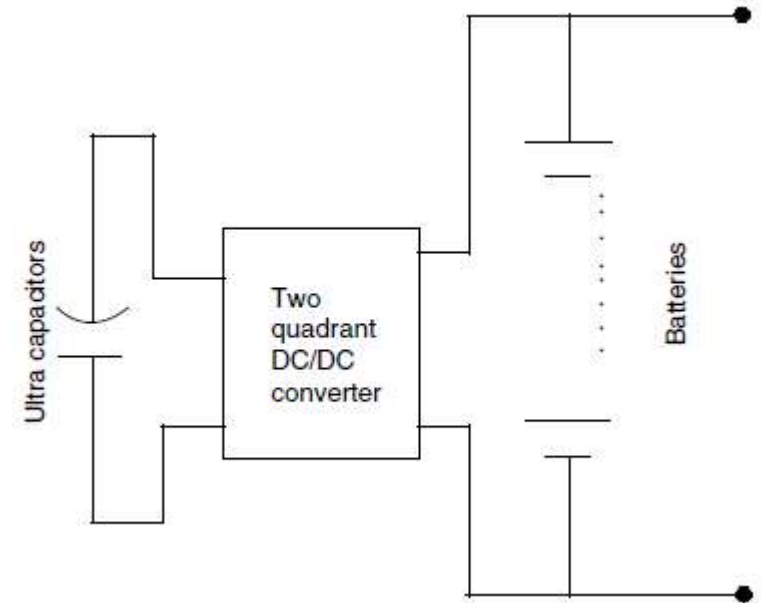 Ultra capacitors
Two
quadrant
DC/DC
converter
Batteries